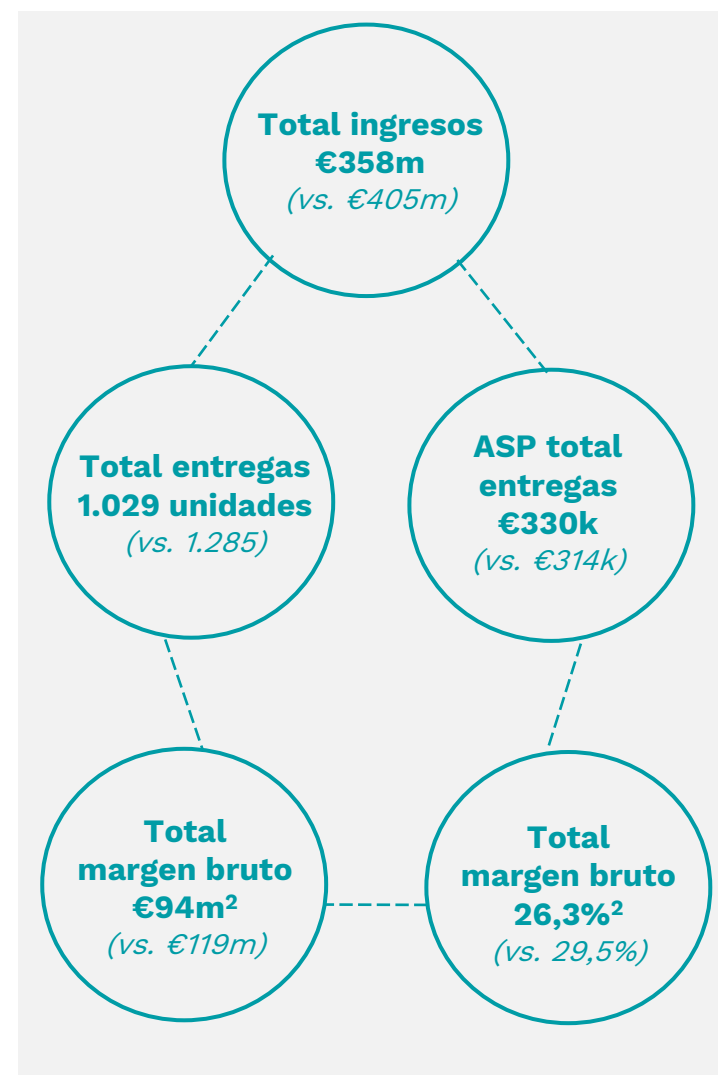 Total ingresos
€358m
(vs. €405m)
Total entregas
1.029 unidades
(vs. 1.285)
ASP total
entregas
€330k
(vs. €314k)
Total
margen bruto
€94m²
(vs. €119m)
Total
margen bruto
26,3%²
(vs. 29,5%)